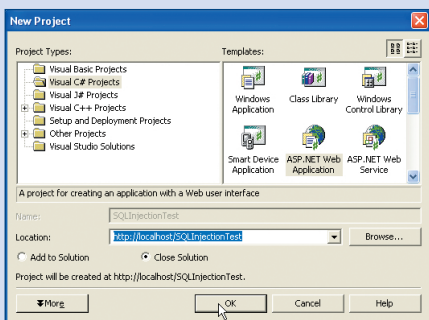 New Project
Project Types:
Templates:
Visual Basic Projects
Visual C# Projects
Visual J# Projects
Visual C++ Projects
Setup and Deployment Projects
Other Projects
Visual Studio Solutions
Windows Application
Class Library
Windows Control Library
Smart Device Application
ASP.NET Web Application
ASP.NET Web Service
A project for creating an application with a Web user interface
Name:
SQLInjectionTest
Location:
http://localhost/SQLInjectionTest
Browse...
Add to Solution
Close Solution
Project will be created at http://localhost/SQLInjectionTest.
More
OK
Cancel
Help